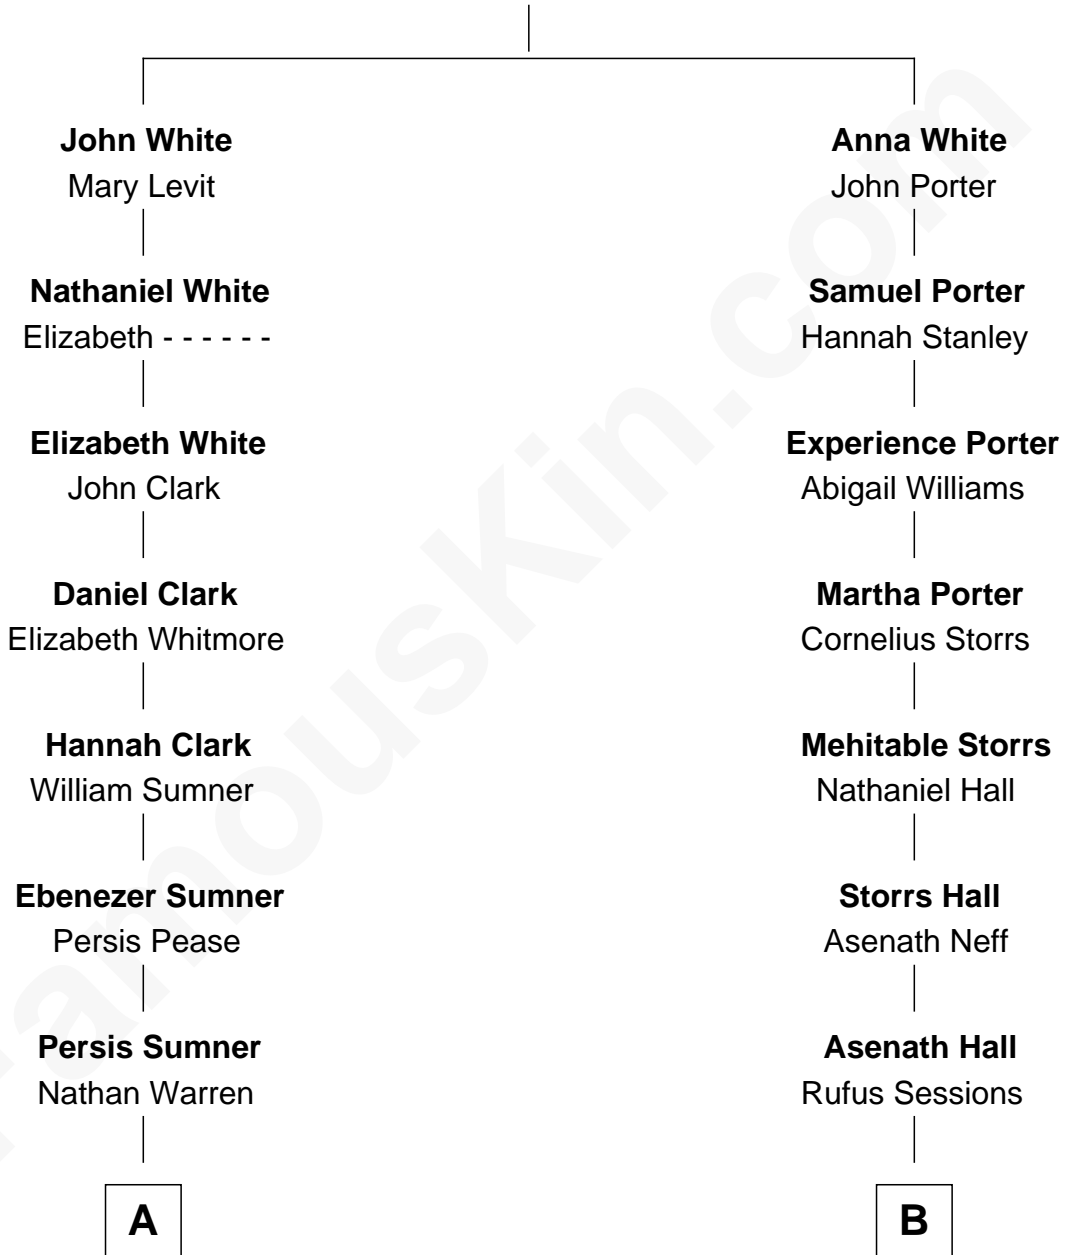 John White
Mary Levit
Nathaniel White
Elizabeth - - - - - -
Elizabeth White
John Clark
Daniel Clark
Elizabeth Whitmore
Hannah Clark
William Sumner
Ebenezer Sumner
Persis Pease
Persis Sumner
Nathan Warren
A
Anna White
John Porter
Samuel Porter
Hannah Stanley
Experience Porter
Abigail Williams
Martha Porter
Cornelius Storrs
Mehitable Storrs
Nathaniel Hall
Storrs Hall
Asenath Neff
Asenath Hall
Rufus Sessions
B
FamousKin.com